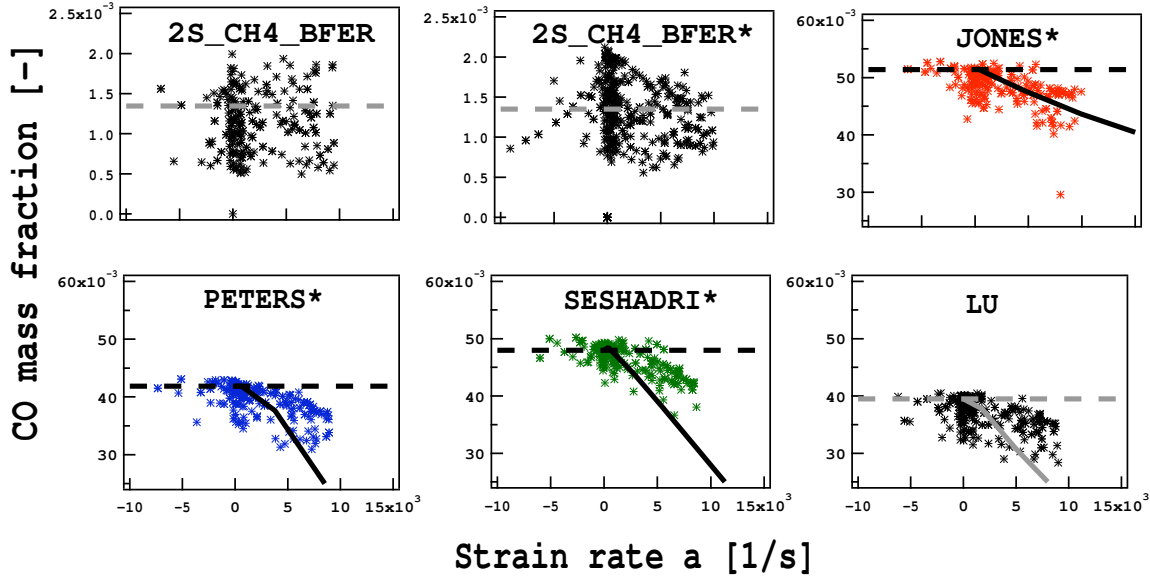 CO mass fraction [-]
2.5x10⁻³
2.0
1.5
1.0
0.5
0.0
2S_CH4_BFER
2.5x10⁻³
2.0
1.5
1.0
0.5
0.0
2S_CH4_BFER*
60x10⁻³
50
40
30
JONES*
60x10⁻³
50
40
30
PETERS*
-10 -5 0 5 10 15x10³
60x10⁻³
50
40
30
SESHADRI*
-10 -5 0 5 10 15x10³
60x10⁻³
50
40
30
LU
-10 -5 0 5 10 15x10³
Strain rate a [1/s]